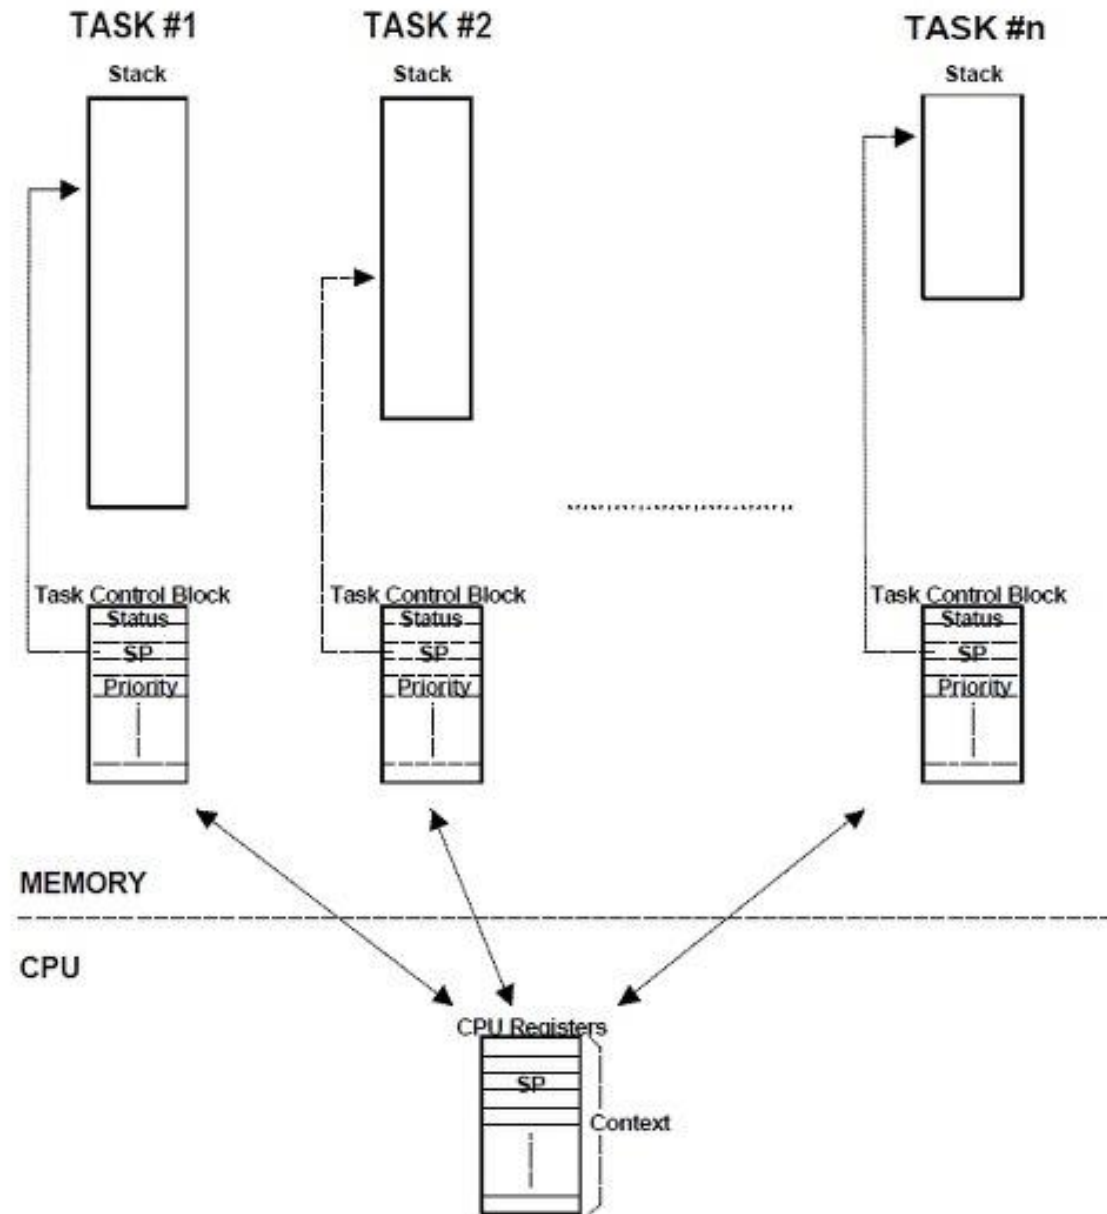 TASK #1 TASK #2 TASK #n
Stack Stack Stack
Task Control Block Task Control Block Task Control Block
Status Status Status
SP SP SP
Priority Priority Priority
MEMORY
CPU
CPU Registers
SP
Context